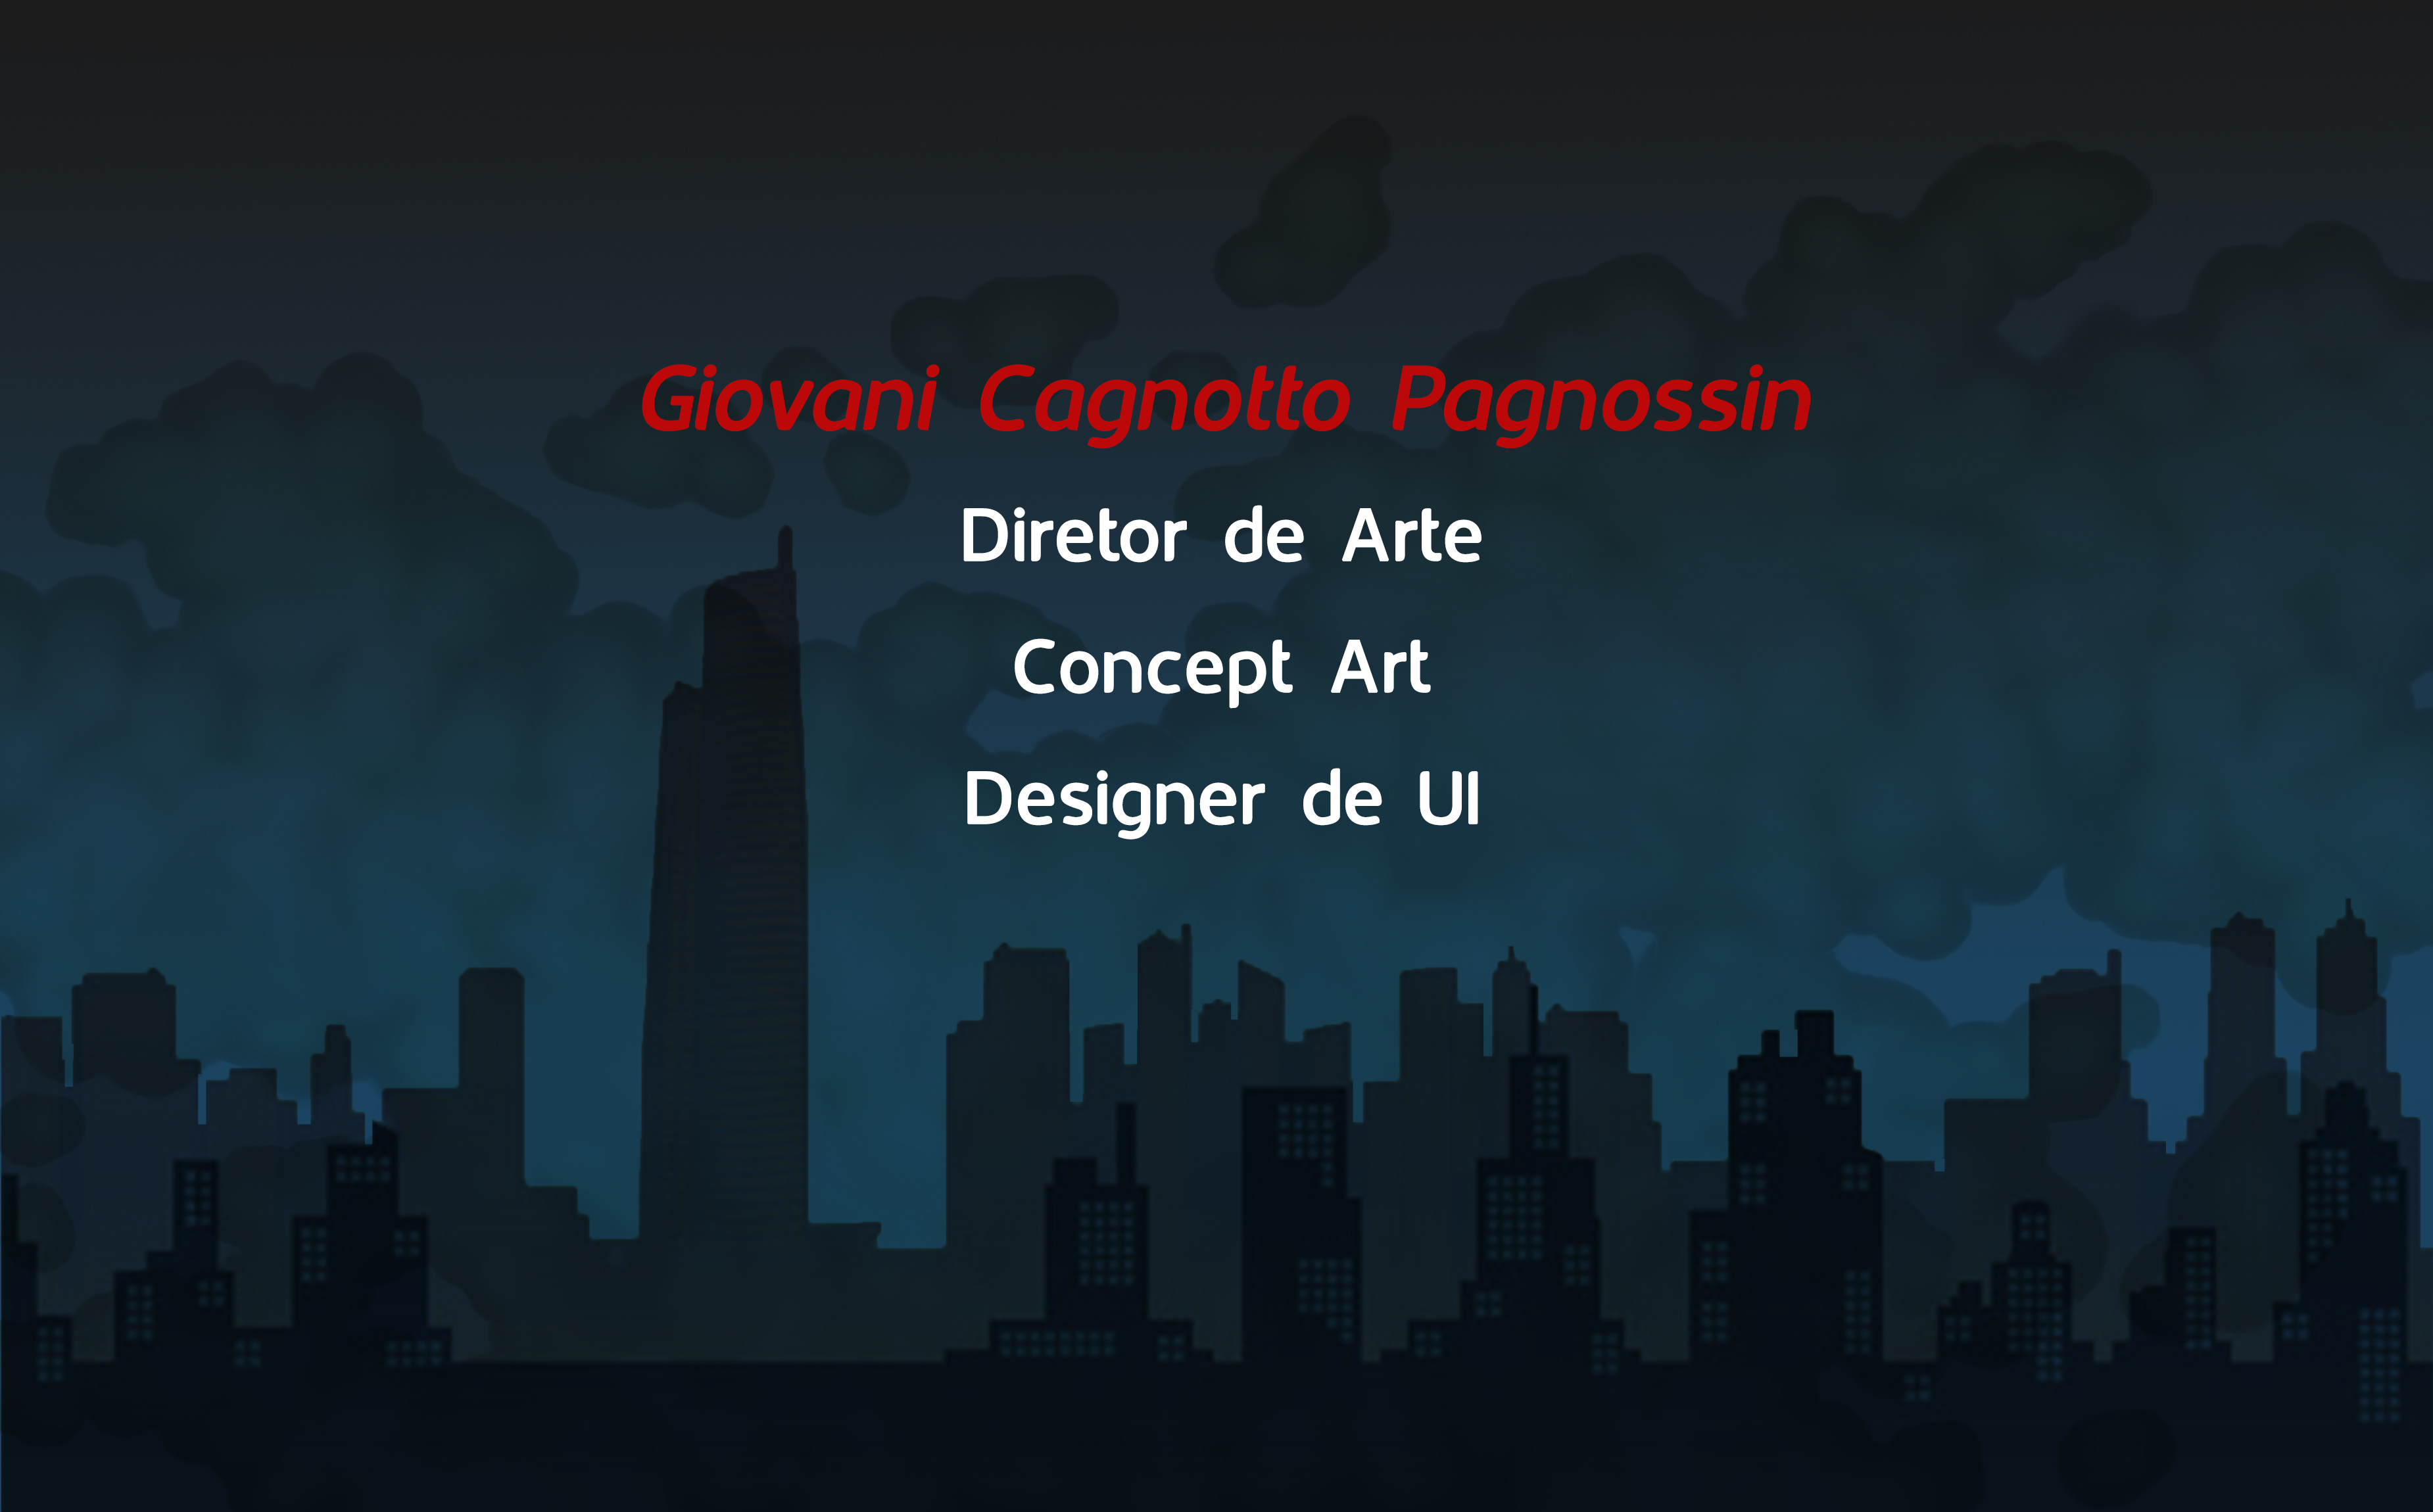 Giovani Cagnotto Pagnossin
Diretor de Arte
Concept Art
Designer de UI